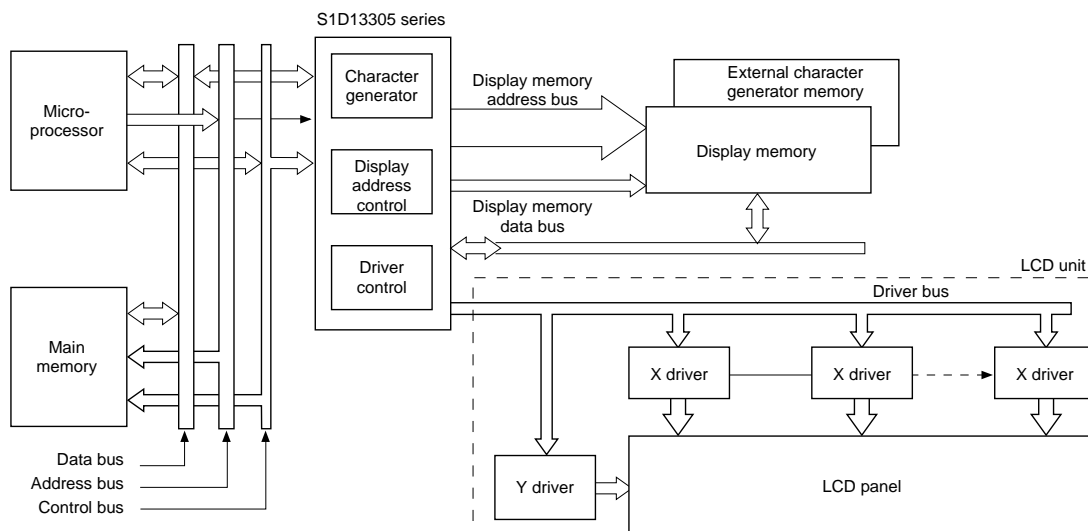 S1D13305 series
Micro-
processor
Character
generator
Display memory
address bus
External character
generator memory
Display memory
Display
address
control
Display memory
data bus
Driver
control
LCD unit
Driver bus
Main
memory
X driver
X driver
X driver
Data bus
Address bus
Control bus
Y driver
LCD panel